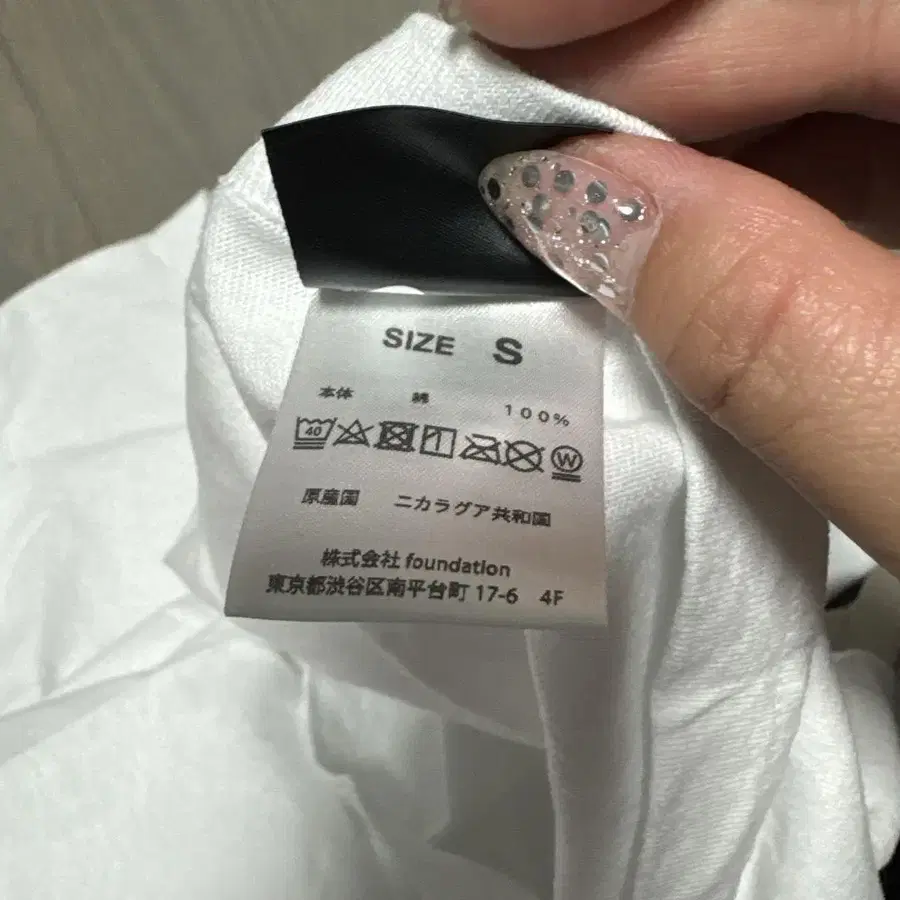 SIZE S
本体 綿 100%
40 W
原産国 ニカラグア共和国
株式会社 foundation
東京都渋谷区南平台町 17-6 4F